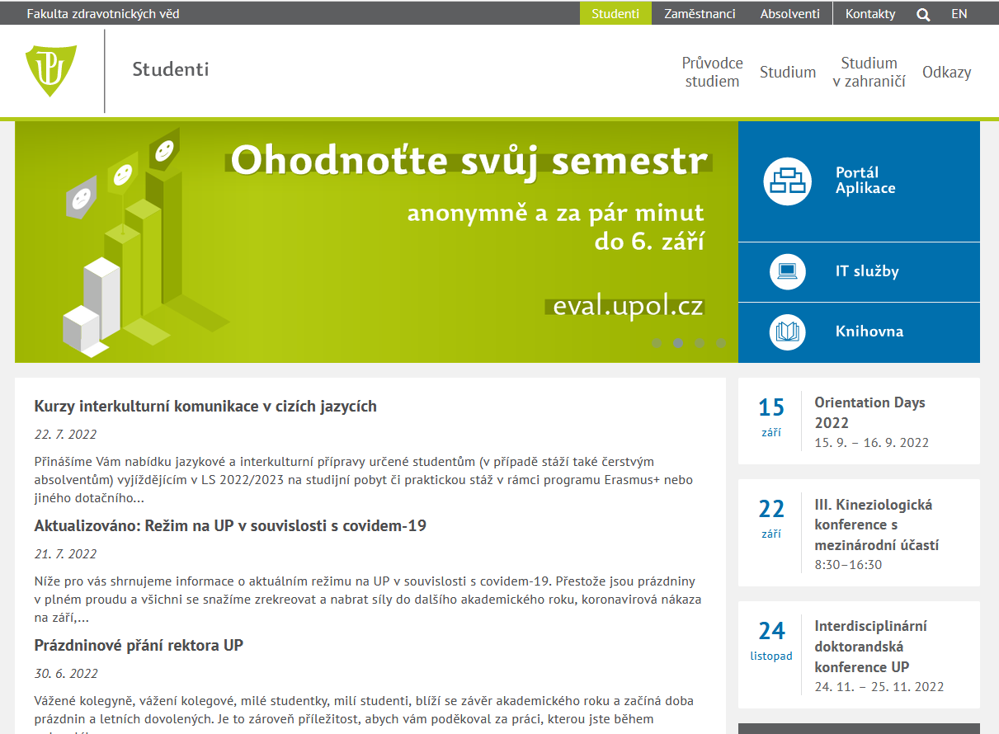 Fakulta zdravotnických věd
Studenti
Zaměstnanci
Absolventi
Kontakty
EN
UP
Studenti
Průvodce
studiem
Studium
Studium
v zahraničí
Odkazy
Ohodnoťte svůj semestr
anonymně a za pár minut
do 6. září
eval.upol.cz
Portál
Aplikace
IT služby
Knihovna
Kurzy interkulturní komunikace v cizích jazycích
22. 7. 2022
Přinášíme Vám nabídku jazykové a interkulturní přípravy určené studentům (v případě stáží také čerstvým
absolventům) vyjíždějícím v LS 2022/2023 na studijní pobyt či praktickou stáž v rámci programu Erasmus+ nebo
jiného dotačního...
Aktualizováno: Režim na UP v souvislosti s covidem-19
21. 7. 2022
Níže pro vás shrnujeme informace o aktuálním režimu na UP v souvislosti s covidem-19. Přestože jsou prázdniny
v plném proudu a všichni se snažíme zrekreovat a nabrat síly do dalšího akademického roku, koronavirová nákaza
na září,...
Prázdninové přání rektora UP
30. 6. 2022
Vážené kolegyně, vážení kolegové, milé studentky, milí studenti, blíží se závěr akademického roku a začíná doba
prázdnin a letních dovolených. Je to zároveň příležitost, abych vám poděkoval za práci, kterou jste během
15
září
Orientation Days
2022
15. 9. – 16. 9. 2022
22
září
III. Kineziologická
konference s
mezinárodní účastí
8:30–16:30
24
listopad
Interdisciplinární
doktorandská
konference UP
24. 11. – 25. 11. 2022